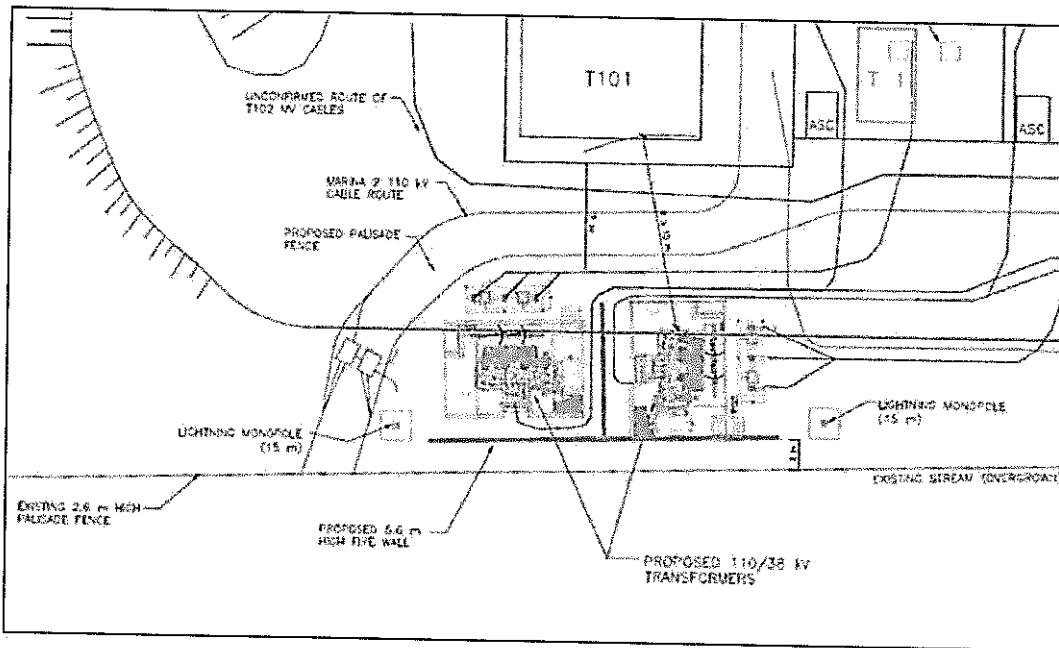 T101
T 1
ASC
ASC
UNCONFIRMED ROUTE OF
T102 MV CABLES
MARINA 2 110 kV
CABLE ROUTE
PROPOSED PALISADE
FENCE
LIGHTNING MONOPOLE
(15 m)
LIGHTNING MONOPOLE
(15 m)
EXISTING STREAM (OVERGROWN)
EXISTING 2.6 m HIGH
PALISADE FENCE
PROPOSED 6.6 m
HIGH FIRE WALL
PROPOSED 110/38 kV
TRANSFORMERS